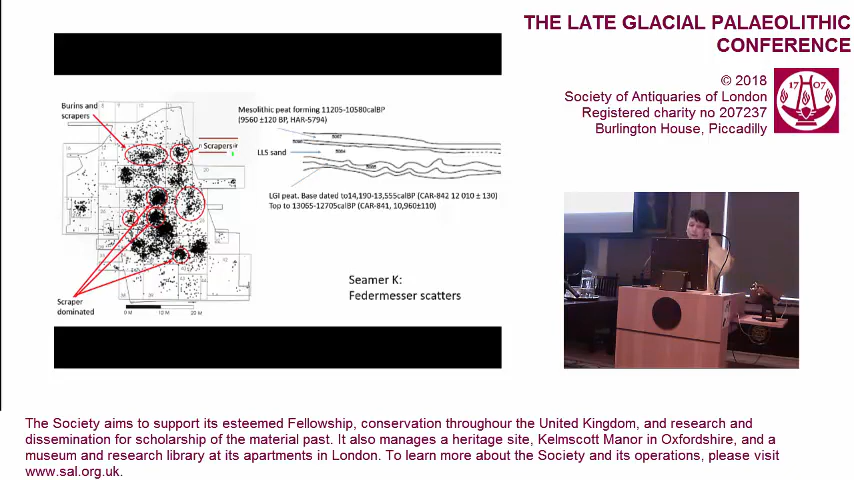 THE LATE GLACIAL PALAEOLITHIC
CONFERENCE
© 2018
Society of Antiquaries of London
Registered charity no 207237
Burlington House, Piccadilly
17 07
Burins and
scrapers
Scrapers
Scraper
dominated
0 M 10 M 20 M
Mesolithic peat forming 11205-10580calBP
(9560 ±120 BP, HAR-5794)
LLS sand
LGI peat. Base dated to14,190-13,555calBP (CAR-842 12 010 ± 130)
Top to 13065-12705calBP (CAR-841, 10,960±110)
Seamer K:
Federmesser scatters
The Society aims to support its esteemed Fellowship, conservation throughour the United Kingdom, and research and
dissemination for scholarship of the material past. It also manages a heritage site, Kelmscott Manor in Oxfordshire, and a
museum and research library at its apartments in London. To learn more about the Society and its operations, please visit
www.sal.org.uk.